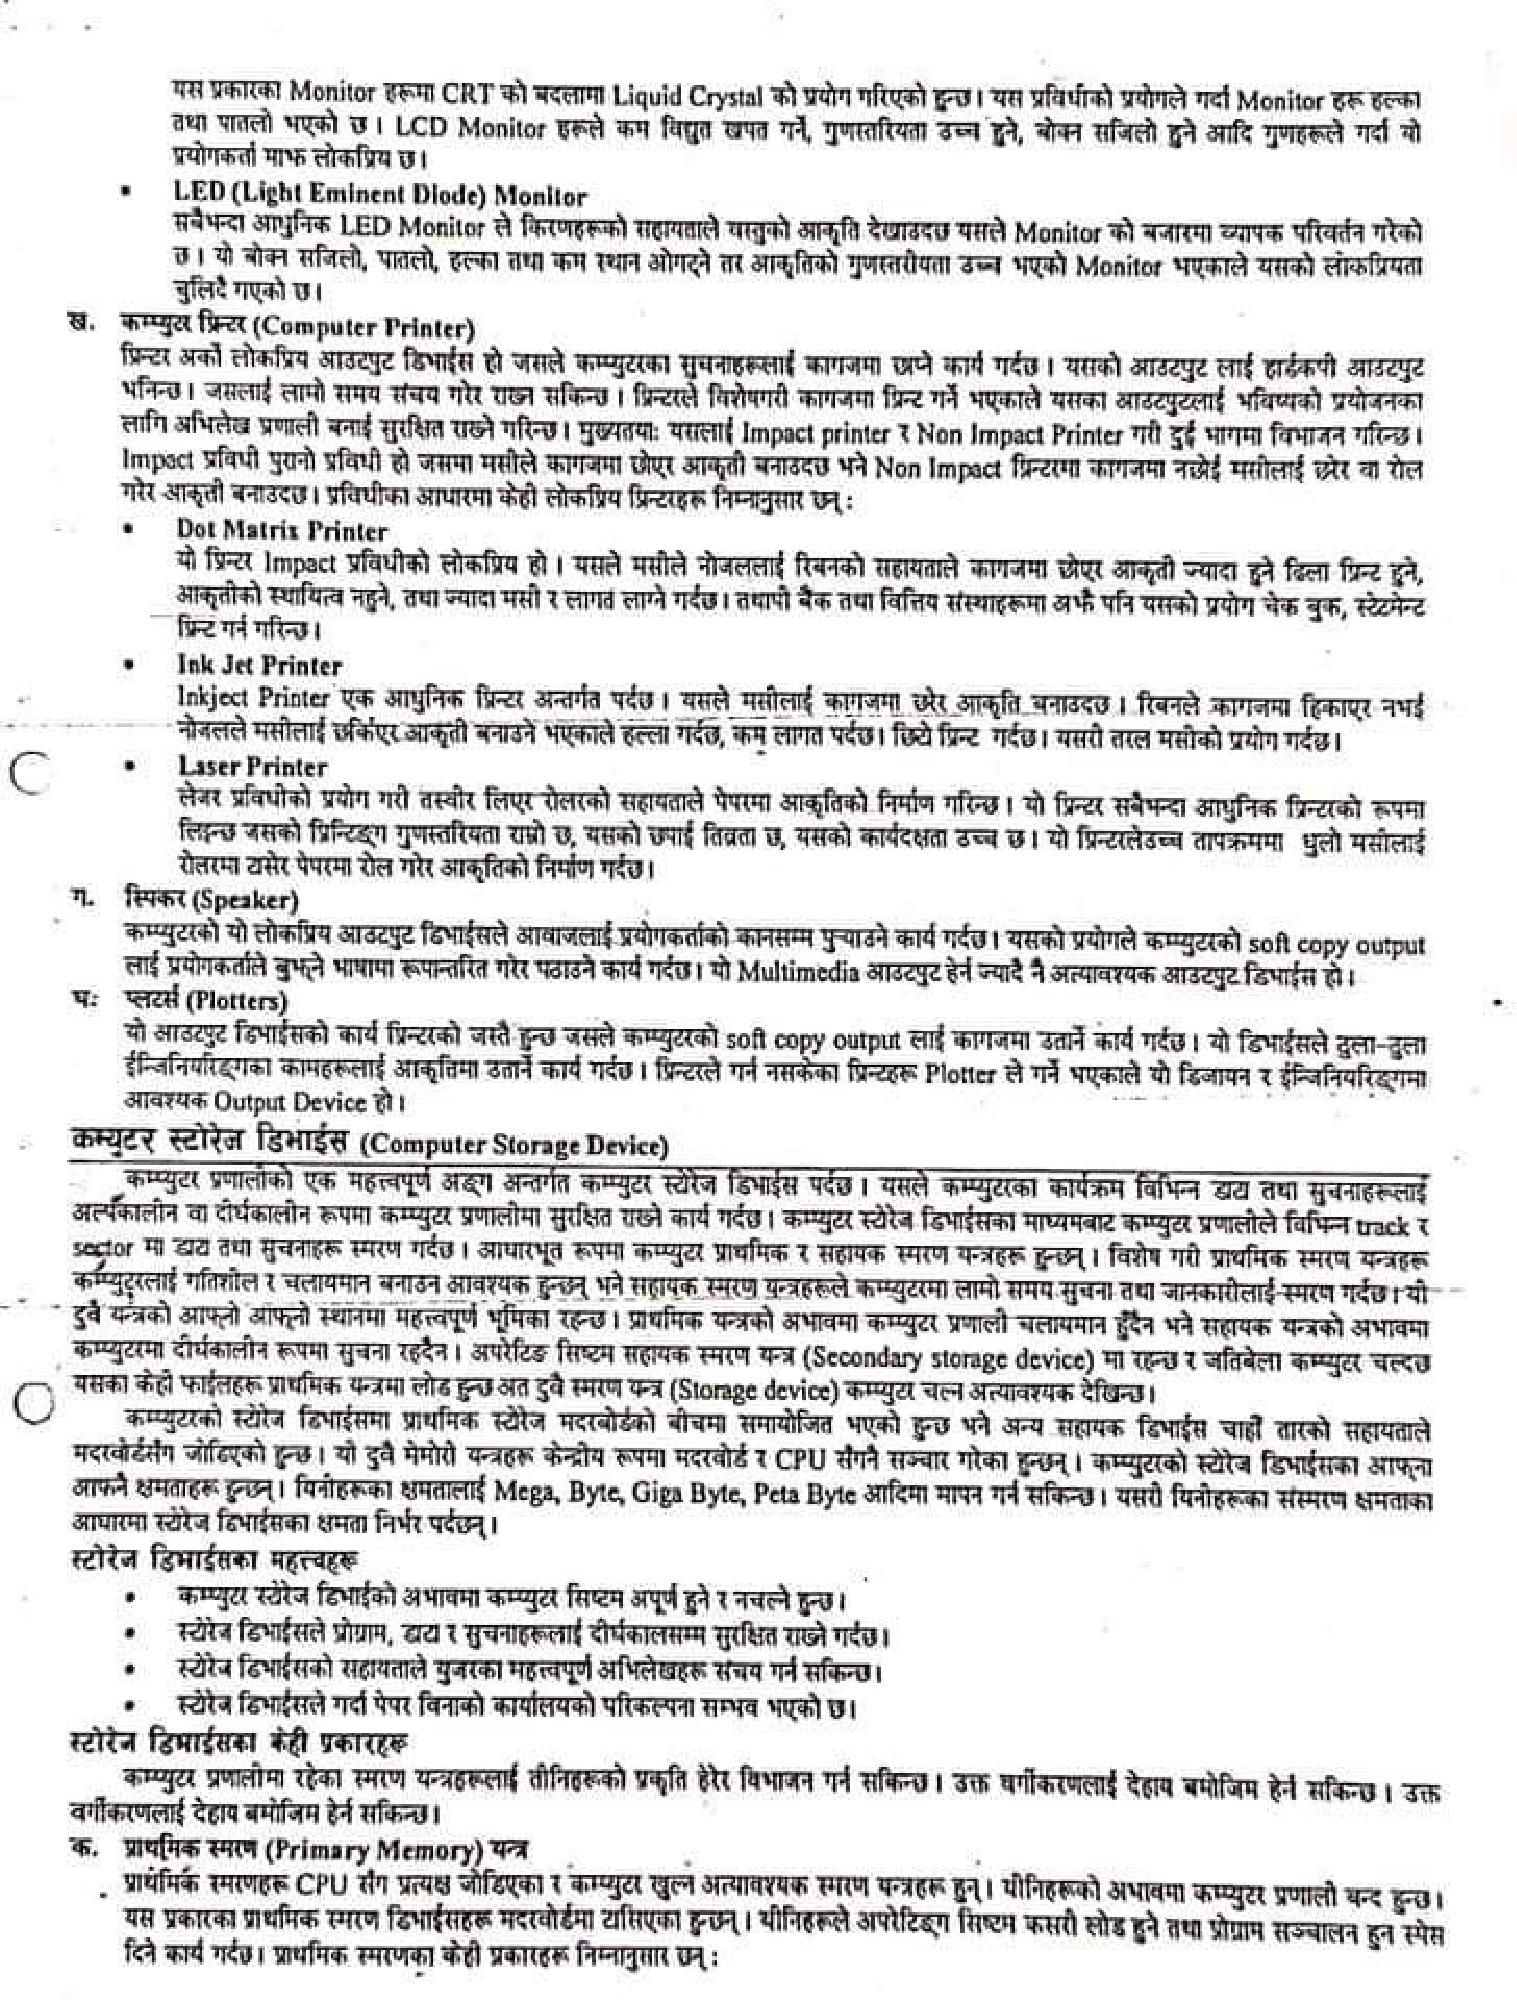 यस प्रकारका Monitor हरूमा CRT को बदलामा Liquid Crystal को प्रयोग गरिएको हुन्छ। यस प्रविधीको प्रयोगले गर्दा Monitor हरू हल्का
तथा पातलो भएको छ। LCD Monitor हरूले कम विद्युत खपत गर्ने, गुणस्तरियता उच्च हुने, बोक्न सजिलो हुने आदि गुणहरूले गर्दा यो
प्रयोगकर्ता माझ लोकप्रिय छ।
• LED (Light Eminent Diode) Monitor
सबैभन्दा आधुनिक LED Monitor ले किरणहरूको सहायताले वस्तुको आकृति देखाउदछ यसले Monitor को बजारमा व्यापक परिवर्तन गरेको
छ। यो बोक्न सजिलो, पातलो, हल्का तथा कम स्थान ओगट्ने तर आकृतिको गुणस्तरीयता उच्च भएको Monitor भएकाले यसको लोकप्रियता
चुलिदै गएको छ।
ख. कम्प्युटर प्रिन्टर (Computer Printer)
प्रिन्टर अर्को लोकप्रिय आउटपुट डिभाईस हो जसले कम्प्युटरका सुचनाहरूलाई कागजमा छाप्ने कार्य गर्दछ। यसको आउटपुट लाई हार्डकपी आउटपुट
भनिन्छ। जसलाई लामो समय संचय गरेर राख्न सकिन्छ। प्रिन्टरले विशेषगरी कागजमा प्रिन्ट गर्ने भएकाले यसका आउटपुटलाई भविष्यको प्रयोजनका
लागि अभिलेख प्रणाली बनाई सुरक्षित राख्ने गरिन्छ। मुख्यतयाः यसलाई Impact printer र Non Impact Printer गरी दुई भागमा विभाजन गरिन्छ।
Impact प्रविधी पुरानो प्रविधी हो जसमा मसीले कागजमा छोएर आकृती बनाउदछ भने Non Impact प्रिन्टरमा कागजमा नछोई मसीलाई छरेर वा रोल
गरेर आकृती बनाउदछ। प्रविधीका आधारमा केही लोकप्रिय प्रिन्टरहरू निम्नानुसार छन् :
• Dot Matrix Printer
यो प्रिन्टर Impact प्रविधीको लोकप्रिय हो। यसले मसीले नोजललाई रिबनको सहायताले कागजमा छोएर आकृती ज्यादा हुने ढिला प्रिन्ट हुने,
आकृतीको स्थायित्व नहुने, तथा ज्यादा मसी र लागत लाग्ने गर्दछ। तथापी बैंक तथा वित्तिय संस्थाहरूमा अझै पनि यसको प्रयोग चेक बुक, स्टेटमेन्ट
प्रिन्ट गर्न गरिन्छ।
• Ink Jet Printer
Inkject Printer एक आधुनिक प्रिन्टर अन्तर्गत पर्दछ। यसले मसीलाई कागजमा छरेर आकृति बनाउदछ। रिबनले कागजमा हिकाएर नभई
नोजलले मसीलाई छर्किएर आकृती बनाउने भएकाले हल्ला गर्दछ, कम लागत पर्दछ। छिटो प्रिन्ट गर्दछ। यसरी तरल मसीको प्रयोग गर्दछ।
• Laser Printer
लेजर प्रविधीको प्रयोग गरी तस्वीर लिएर रोलरको सहायताले पेपरमा आकृतिको निर्माण गरिन्छ। यो प्रिन्टर सबैभन्दा आधुनिक प्रिन्टरको रूपमा
लिइन्छ जसको प्रिन्टिङ्ग गुणस्तरियता राम्रो छ, यसको छपाई तिव्रता छ, यसको कार्यदक्षता उच्च छ। यो प्रिन्टरलेउच्च तापक्रममा धुलो मसीलाई
रोलरमा टासेर पेपरमा रोल गरेर आकृतिको निर्माण गर्दछ।
ग. स्पिकर (Speaker)
कम्प्युटरको यो लोकप्रिय आउटपुट डिभाईसले आवाजलाई प्रयोगकर्ताको कानसम्म पुऱ्याउने कार्य गर्दछ। यसको प्रयोगले कम्प्युटरको soft copy output
लाई प्रयोगकर्ताले बुझ्ने भाषामा रूपान्तरित गरेर पठाउने कार्य गर्दछ। यो Multimedia आउटपुट हेर्न ज्यादै नै अत्यावश्यक आउटपुट डिभाईस हो।
घः प्लटर्स (Plotters)
यो आउटपुट डिभाईसको कार्य प्रिन्टरको जस्तै हुन्छ जसले कम्प्युटरको soft copy output लाई कागजमा उतार्ने कार्य गर्दछ। यो डिभाईसले ठुला-ठुला
ईन्जिनियरिङ्गका कामहरूलाई आकृतिमा उतार्ने कार्य गर्दछ। प्रिन्टरले गर्न नसकेका प्रिन्टहरू Plotter ले गर्ने भएकाले यो डिजायन र ईन्जिनियरिङ्गमा
आवश्यक Output Device हो।
कम्युटर स्टोरेज डिभाईस (Computer Storage Device)
कम्प्युटर प्रणालीको एक महत्त्वपूर्ण अङ्ग अन्तर्गत कम्प्युटर स्टोरेज डिभाईस पर्दछ। यसले कम्प्युटरका कार्यक्रम विभिन्न डाटा तथा सुचनाहरूलाई
अल्पकालीन वा दीर्घकालीन रूपमा कम्प्युटर प्रणालीमा सुरक्षित राख्ने कार्य गर्दछ। कम्प्युटर स्टोरेज डिभाईसका माध्यमबाट कम्प्युटर प्रणालीले विभिन्न track र
sector मा डाटा तथा सुचनाहरू स्मरण गर्दछ। आधारभूत रूपमा कम्प्युटर प्राथमिक र सहायक स्मरण यन्त्रहरू हुन्छन्। विशेष गरी प्राथमिक स्मरण यन्त्रहरू
कम्प्युटरलाई गतिशील र चलायमान बनाउन आवश्यक हुन्छन् भने सहायक स्मरण यन्त्रहरूले कम्प्युटरमा लामो समय सुचना तथा जानकारीलाई स्मरण गर्दछ। यी
दुवै यन्त्रको आफ्नो आफ्नो स्थानमा महत्त्वपूर्ण भूमिका रहन्छ। प्राथमिक यन्त्रको अभावमा कम्प्युटर प्रणाली चलायमान हुँदैन भने सहायक यन्त्रको अभावमा
कम्प्युटरमा दीर्घकालीन रूपमा सुचना रहदैन। अपरेटिङ सिष्टम सहायक स्मरण यन्त्र (Secondary storage device) मा रहन्छ र जतिबेला कम्प्युटर चल्दछ
यसका केही फाईलहरू प्राथमिक यन्त्रमा लोड हुन्छ अत दुवै स्मरण यन्त्र (Storage device) कम्प्युटर चल्न अत्यावश्यक देखिन्छ।
कम्प्युटरको स्टोरेज डिभाईसमा प्राथमिक स्टोरेज मदरबोर्डको बीचमा समायोजित भएको हुन्छ भने अन्य सहायक डिभाईस चाहीँ तारको सहायताले
मदरबोर्डसँग जोडिएको हुन्छ। यी दुवै मेमोरी यन्त्रहरू केन्द्रीय रूपमा मदरबोर्ड र CPU सँगनै सञ्चार गरेका हुन्छन्। कम्प्युटरको स्टोरेज डिभाईसका आफ्ना
आफनै क्षमताहरू हुन्छन्। यिनीहरूका क्षमतालाई Mega, Byte, Giga Byte, Peta Byte आदिमा मापन गर्न सकिन्छ। यसरी यिनीहरूका संस्मरण क्षमताका
आधारमा स्टोरेज डिभाईसका क्षमता निर्भर पर्दछन्।
स्टोरेज डिभाईसका महत्त्वहरू
• कम्प्युटर स्टोरेज डिभाईको अभावमा कम्प्युटर सिष्टम अपूर्ण हुने र नचल्ने हुन्छ।
• स्टोरेज डिभाईसले प्रोग्राम, डाटा र सुचनाहरूलाई दीर्घकालसम्म सुरक्षित राख्ने गर्दछ।
• स्टोरेज डिभाईसको सहायताले युजरका महत्त्वपूर्ण अभिलेखहरू संचय गर्न सकिन्छ।
• स्टोरेज डिभाईसले गर्दा पेपर विनाको कार्यालयको परिकल्पना सम्भव भएको छ।
स्टोरेज डिभाईसका केही प्रकारहरू
कम्प्युटर प्रणालीमा रहेका स्मरण यन्त्रहरूलाई तीनिहरूको प्रकृति हेरेर विभाजन गर्न सकिन्छ। उक्त वर्गीकरणलाई देहाय बमोजिम हेर्न सकिन्छ। उक्त
वर्गीकरणलाई देहाय बमोजिम हेर्न सकिन्छ।
क. प्राथमिक स्मरण (Primary Memory) यन्त्र
प्राथमिक स्मरणहरू CPU सँग प्रत्यक्ष जोडिएका र कम्प्युटर खुल्न अत्यावश्यक स्मरण यन्त्रहरू हुन्। यीनिहरूको अभावमा कम्प्युटर प्रणाली बन्द हुन्छ।
यस प्रकारका प्राथमिक स्मरण डिभाईसहरू मदरबोर्डमा टासिएका हुन्छन्। यीनिहरूले अपरेटिङ्ग सिष्टम कसरी लोड हुने तथा प्रोग्राम सञ्चालन हुन स्पेस
दिने कार्य गर्दछ। प्राथमिक स्मरणका केही प्रकारहरू निम्नानुसार छन् :